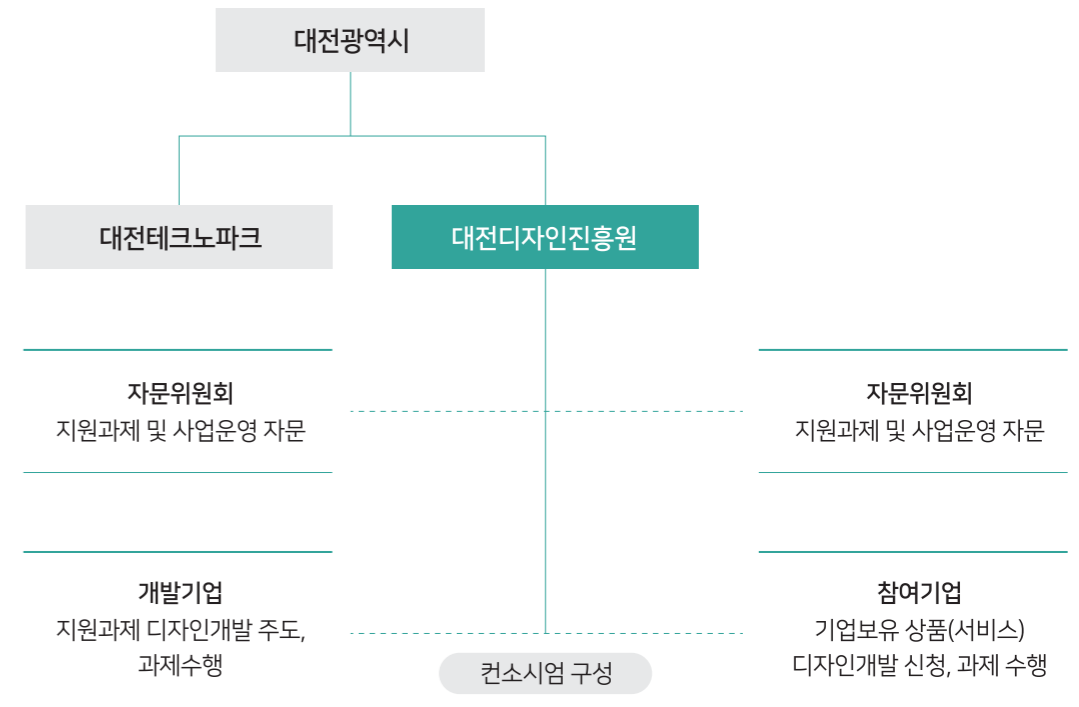 대전광역시
대전테크노파크
대전디자인진흥원
자문위원회
지원과제 및 사업운영 자문
자문위원회
지원과제 및 사업운영 자문
개발기업
지원과제 디자인개발 주도,
과제수행
컨소시엄 구성
참여기업
기업보유 상품(서비스)
디자인개발 신청, 과제 수행